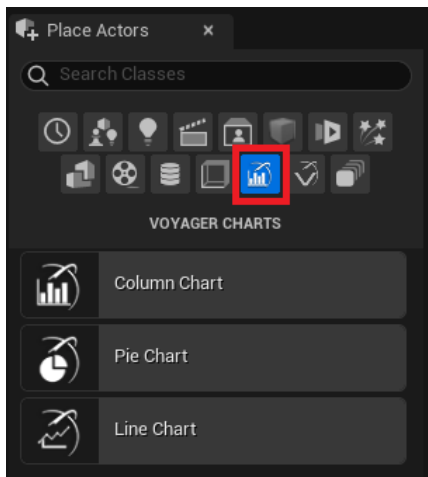 Place Actors
Search Classes
VOYAGER CHARTS
Column Chart
Pie Chart
Line Chart